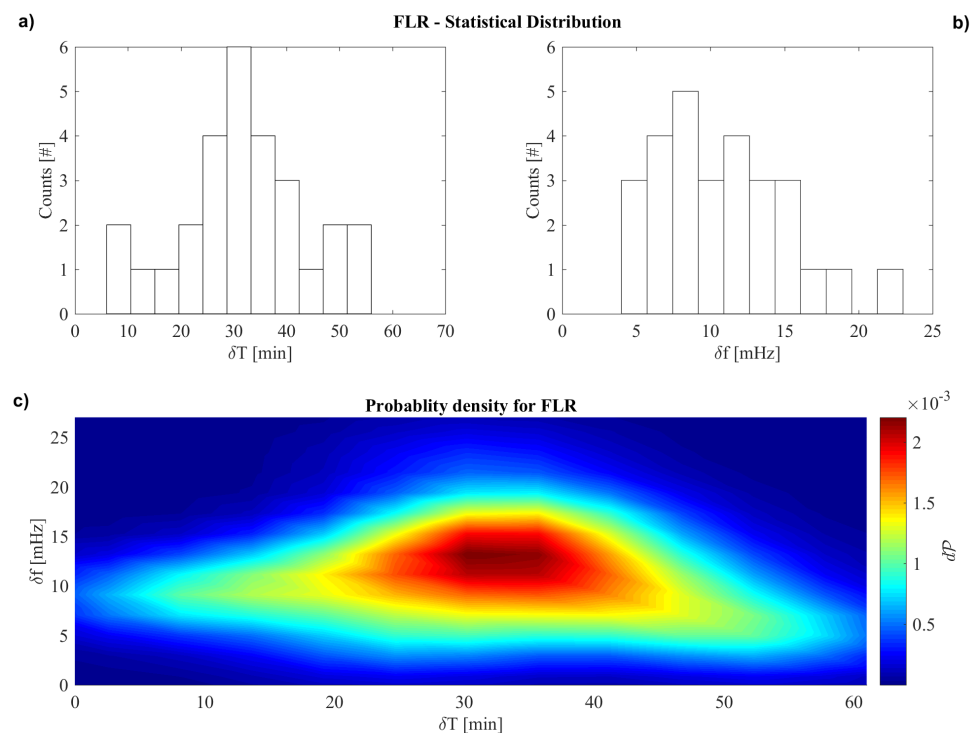 a) FLR - Statistical Distribution b)
6
5
4
3
2
1
0
Counts [#]
0 10 20 30 40 50 60 70
δT [min]
6
5
4
3
2
1
0
Counts [#]
0 5 10 15 20 25
δf [mHz]
c) Probablity density for FLR
×10⁻³
25
20
15
10
5
0
δf [mHz]
0 10 20 30 40 50 60
δT [min]
2
1.5
1
0.5
dP